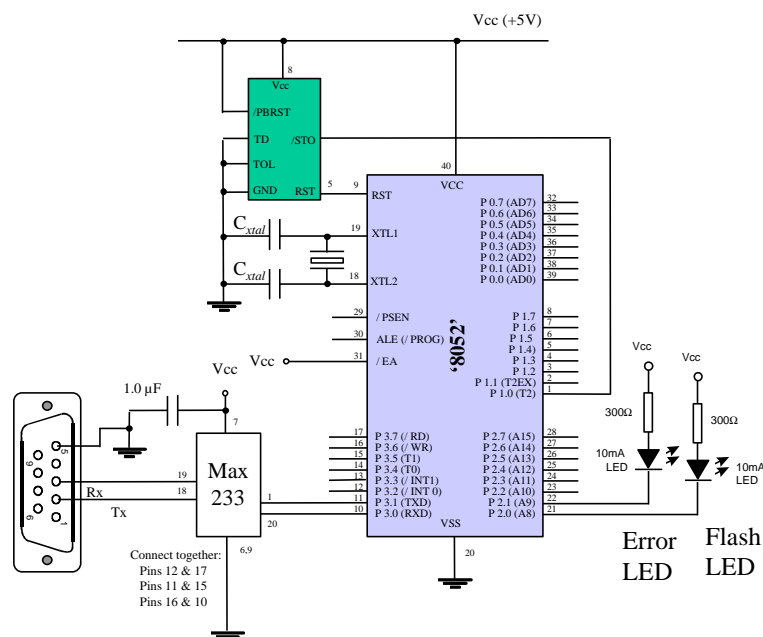 Vcc (+5V)
8
Vcc
/PBRST
TD
/STO
TOL
GND
RST
5
9
RST
40
VCC
C xtal
19
XTL1
C xtal
18
XTL2
29
/ PSEN
30
ALE (/ PROG)
Vcc
31
/ EA
'8052'
P 0.7 (AD7)
32
P 0.6 (AD6)
33
P 0.5 (AD5)
34
P 0.4 (AD4)
35
P 0.3 (AD3)
36
P 0.2 (AD2)
37
P 0.1 (AD1)
38
P 0.0 (AD0)
39
P 1.7
8
P 1.6
7
P 1.5
6
P 1.4)
5
P 1.3
4
P 1.2
3
P 1.1 (T2EX)
2
P 1.0 (T2)
1
17
P 3.7 (/ RD)
16
P 3.6 (/ WR)
15
P 3.5 (T1)
14
P 3.4 (T0)
13
P 3.3 (/ INT1)
12
P 3.2 (/ INT 0)
11
P 3.1 (TXD)
10
P 3.0 (RXD)
P 2.7 (A15)
28
P 2.6 (A14)
27
P 2.5 (A13)
26
P 2.4 (A12)
25
P 2.3 (A11)
24
P 2.2 (A10)
23
P 2.1 (A9)
22
P 2.0 (A8)
21
VSS
20
Vcc
300Ω
10mA
LED
Error
LED
Vcc
300Ω
10mA
LED
Flash
LED
1.0 µF
Vcc
7
Max
233
19
18
1
20
6,9
Rx
Tx
5
9
6
1
Connect together:
Pins 12 & 17
Pins 11 & 15
Pins 16 & 10